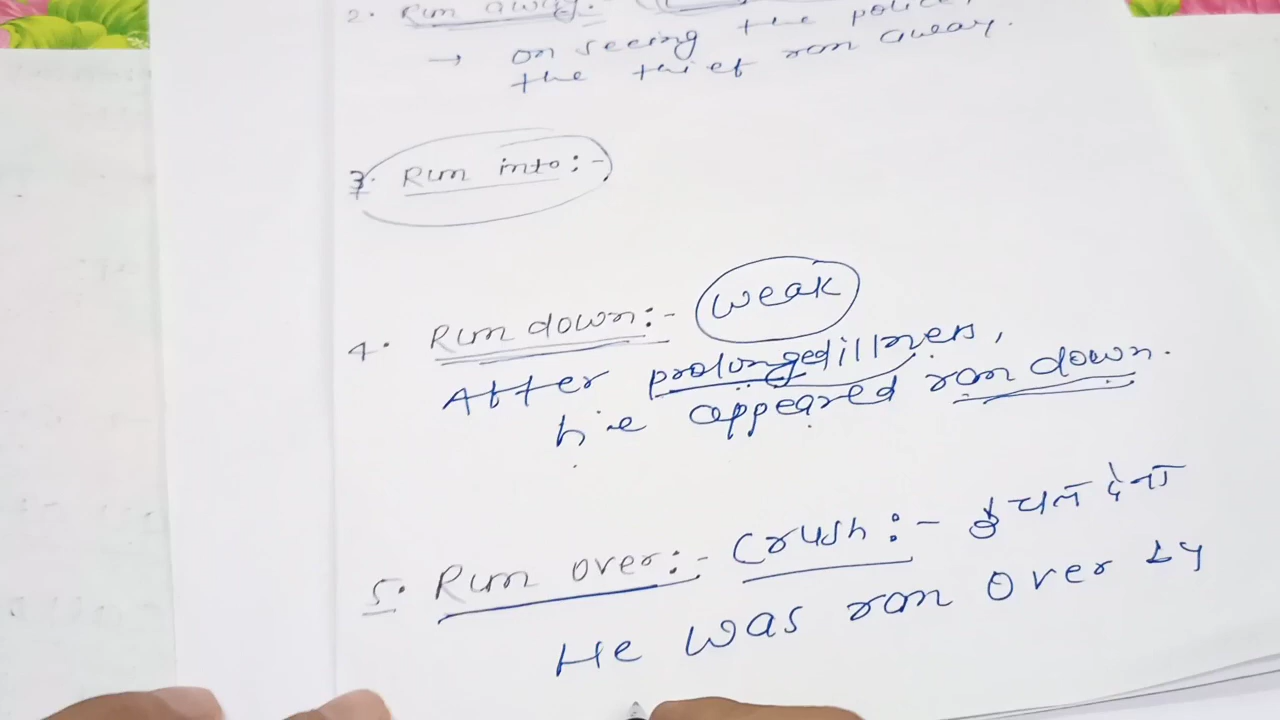 2. Run away:-
→ on seeing the police,
the thief ran away.
3. Run into:-
4. Run down:- weak
After prolonged illness,
he appeared ran down.
5. Run over:- Crush:- कुचल देना
He was ran over by